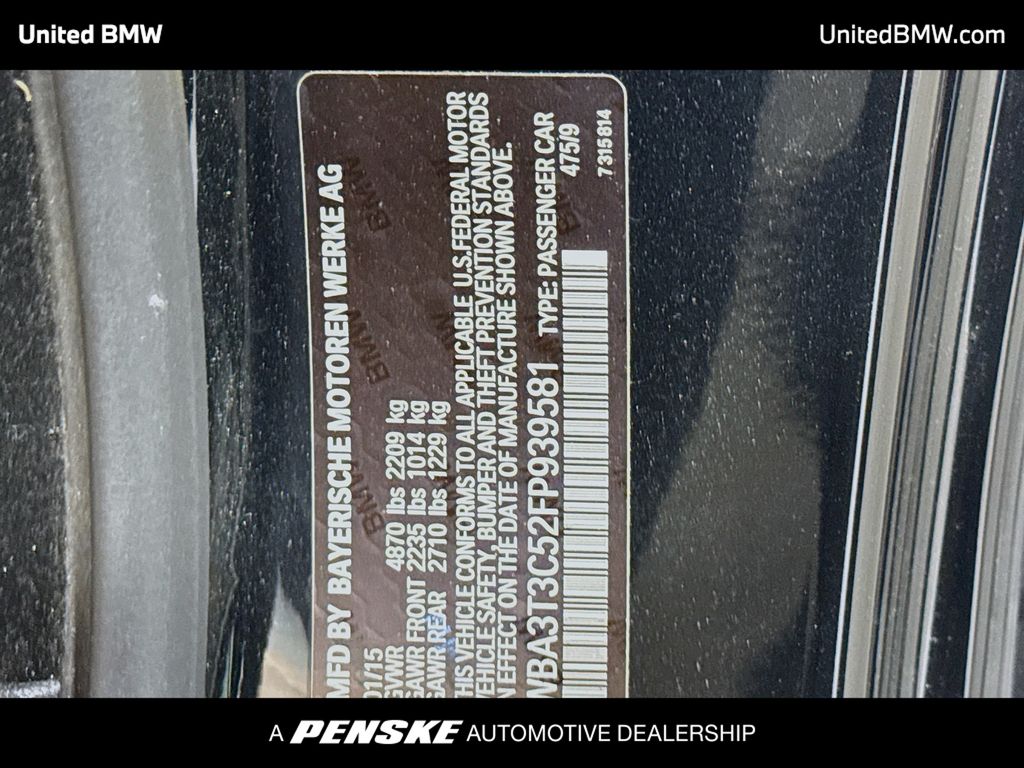 United BMW
UnitedBMW.com
MFD BY BAYERISCHE MOTOREN WERKE AG
01/15
GVWR 4870 lbs 2209 kg
GAWR FRONT 2235 lbs 1014 kg
GAWR REAR 2710 lbs 1229 kg
THIS VEHICLE CONFORMS TO ALL APPLICABLE U.S.FEDERAL MOTOR
VEHICLE SAFETY, BUMPER AND THEFT PREVENTION STANDARDS
IN EFFECT ON THE DATE OF MANUFACTURE SHOWN ABOVE.
WBA3T3C52FP939581 TYPE: PASSENGER CAR
475/9
7 315 814
A PENSKE AUTOMOTIVE DEALERSHIP